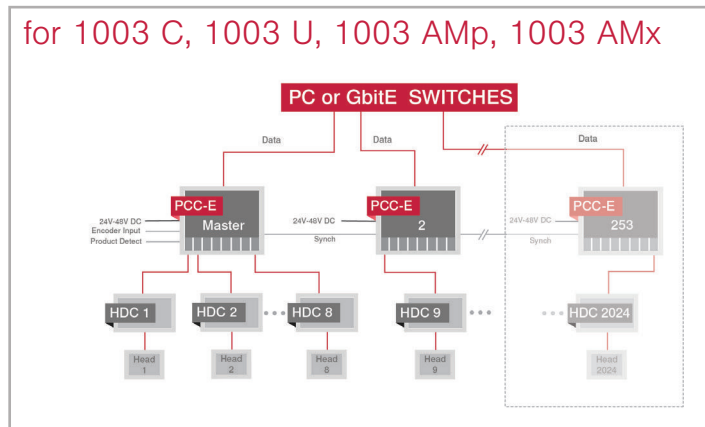 for 1003 C, 1003 U, 1003 AMp, 1003 AMx
PC or GbitE SWITCHES
Data
Data
Data
PCC-E
PCC-E
PCC-E
24V-48V DC
Encoder Input
Product Detect
Master
24V-48V DC
Synch
2
24V-48V DC
Synch
253
HDC 1
HDC 2
HDC 8
HDC 9
HDC 2024
Head
1
Head
2
Head
8
Head
9
Head
2024